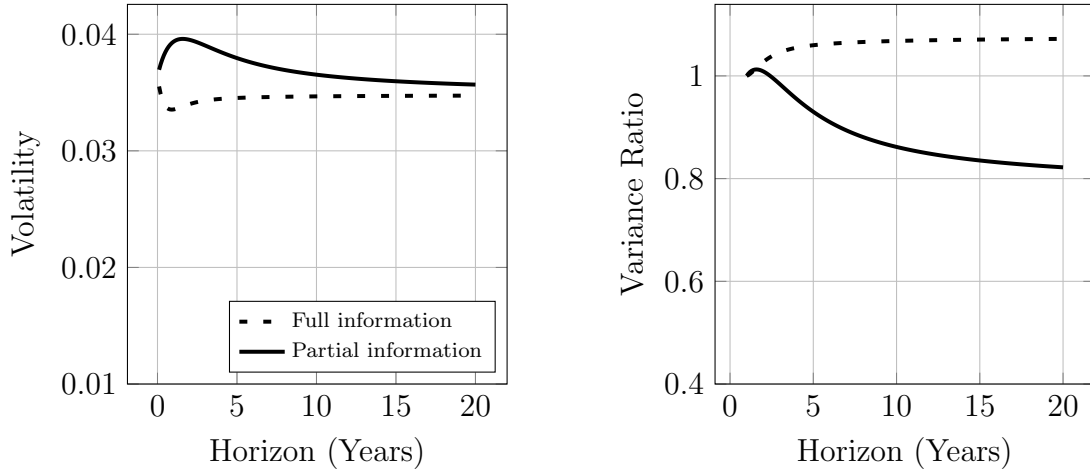 0.04
0.03
0.02
0.01
Volatility
0 5 10 15 20
Horizon (Years)
Full information
Partial information
1
0.8
0.6
0.4
Variance Ratio
0 5 10 15 20
Horizon (Years)